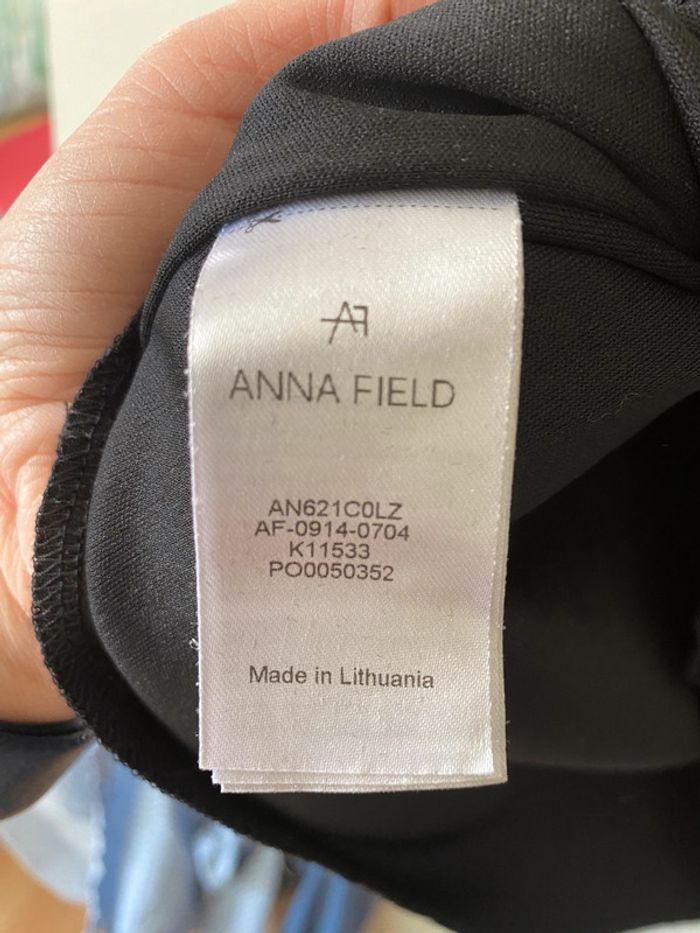 AF
ANNA FIELD
AN621C0LZ
AF-0914-0704
K11533
PO0050352
Made in Lithuania